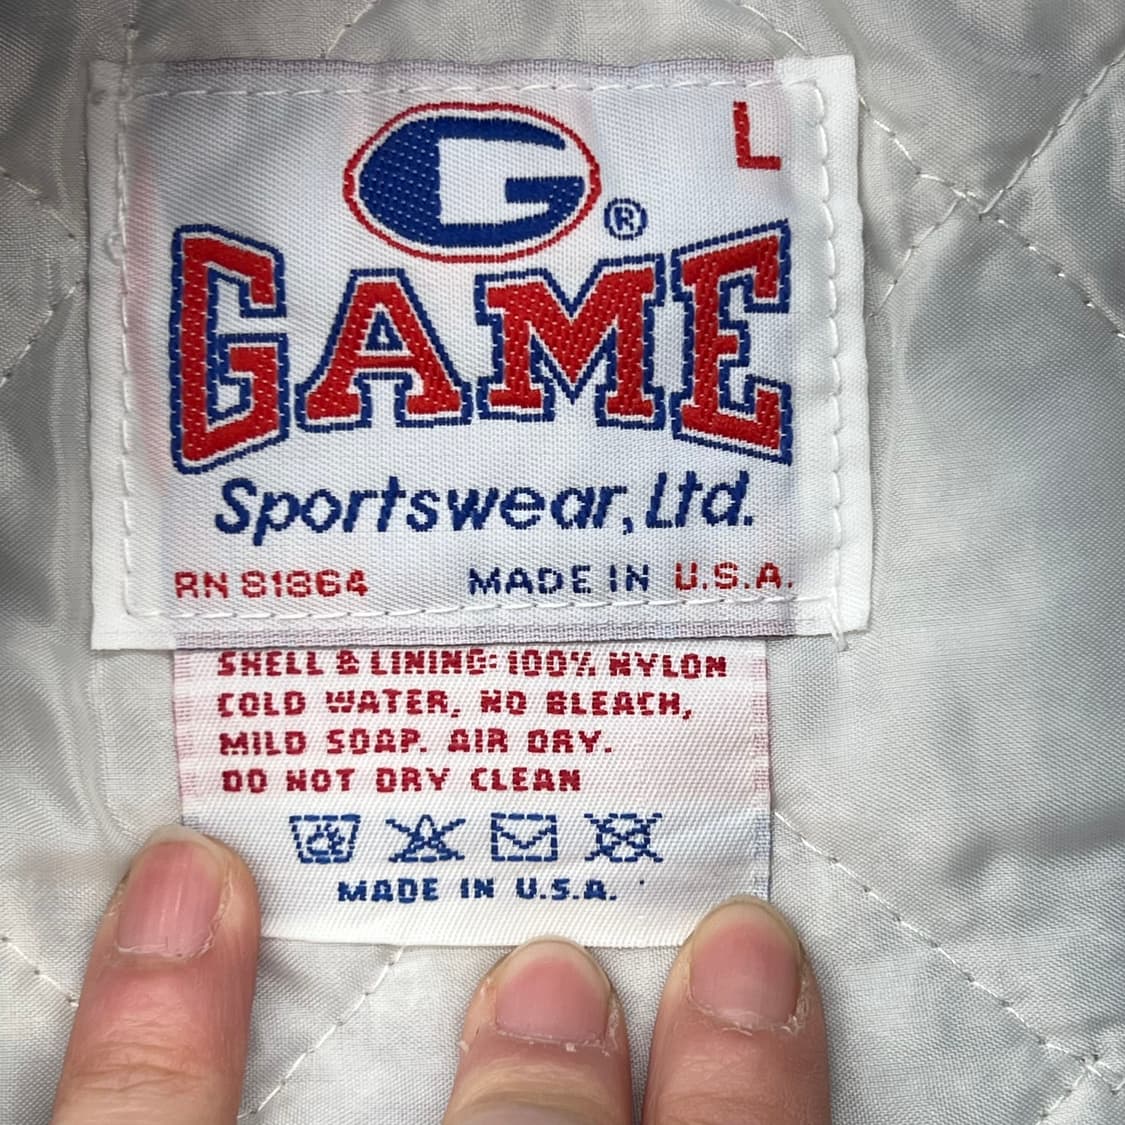 G
L
®
GAME
Sportswear, Ltd.
RN 81364 MADE IN U.S.A.
SHELL & LINING: 100% NYLON
COLD WATER, NO BLEACH,
MILD SOAP. AIR DRY.
DO NOT DRY CLEAN
MADE IN U.S.A.